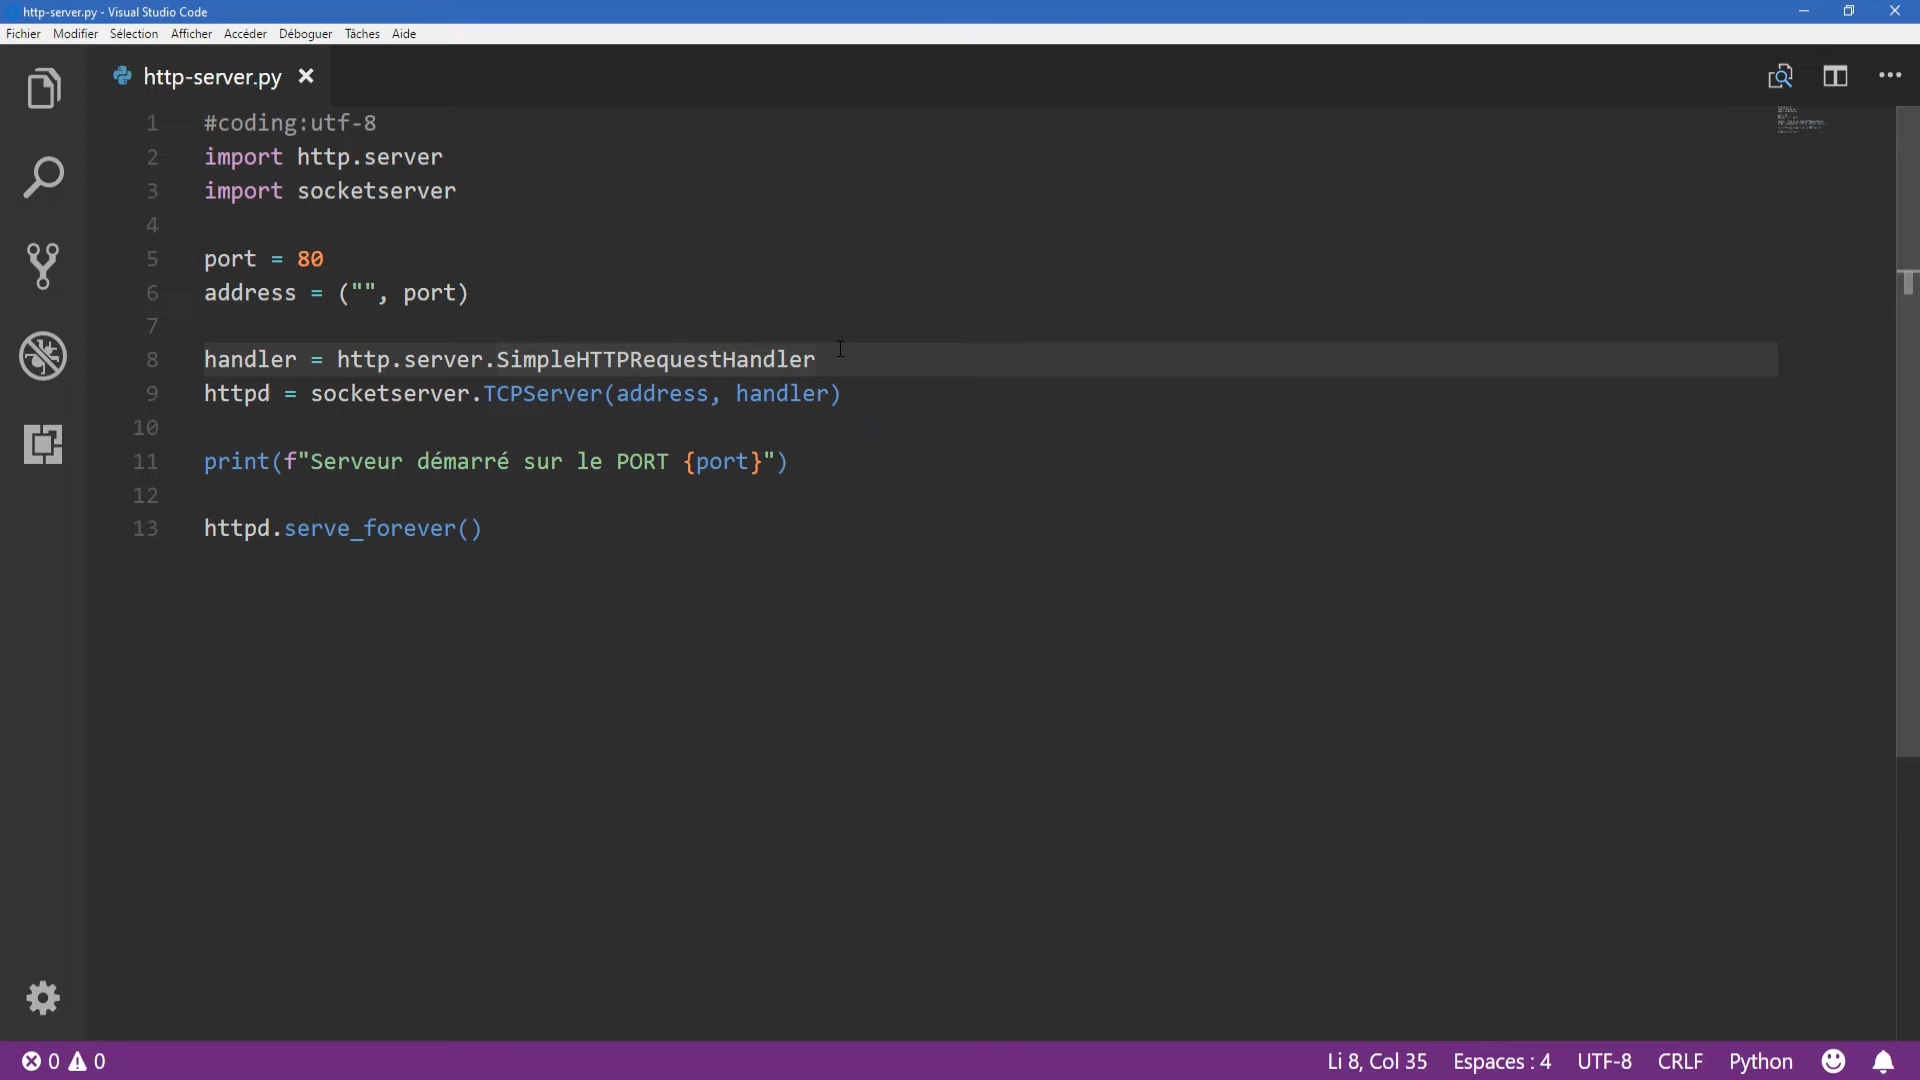 http-server.py - Visual Studio Code
Fichier Modifier Sélection Afficher Accéder Déboguer Tâches Aide
http-server.py
1 #coding:utf-8
2 import http.server
3 import socketserver
4
5 port = 80
6 address = ("", port)
7
8 handler = http.server.SimpleHTTPRequestHandler
9 httpd = socketserver.TCPServer(address, handler)
10
11 print(f"Serveur démarré sur le PORT {port}")
12
13 httpd.serve_forever()
0 0 Li 8, Col 35 Espaces : 4 UTF-8 CRLF Python